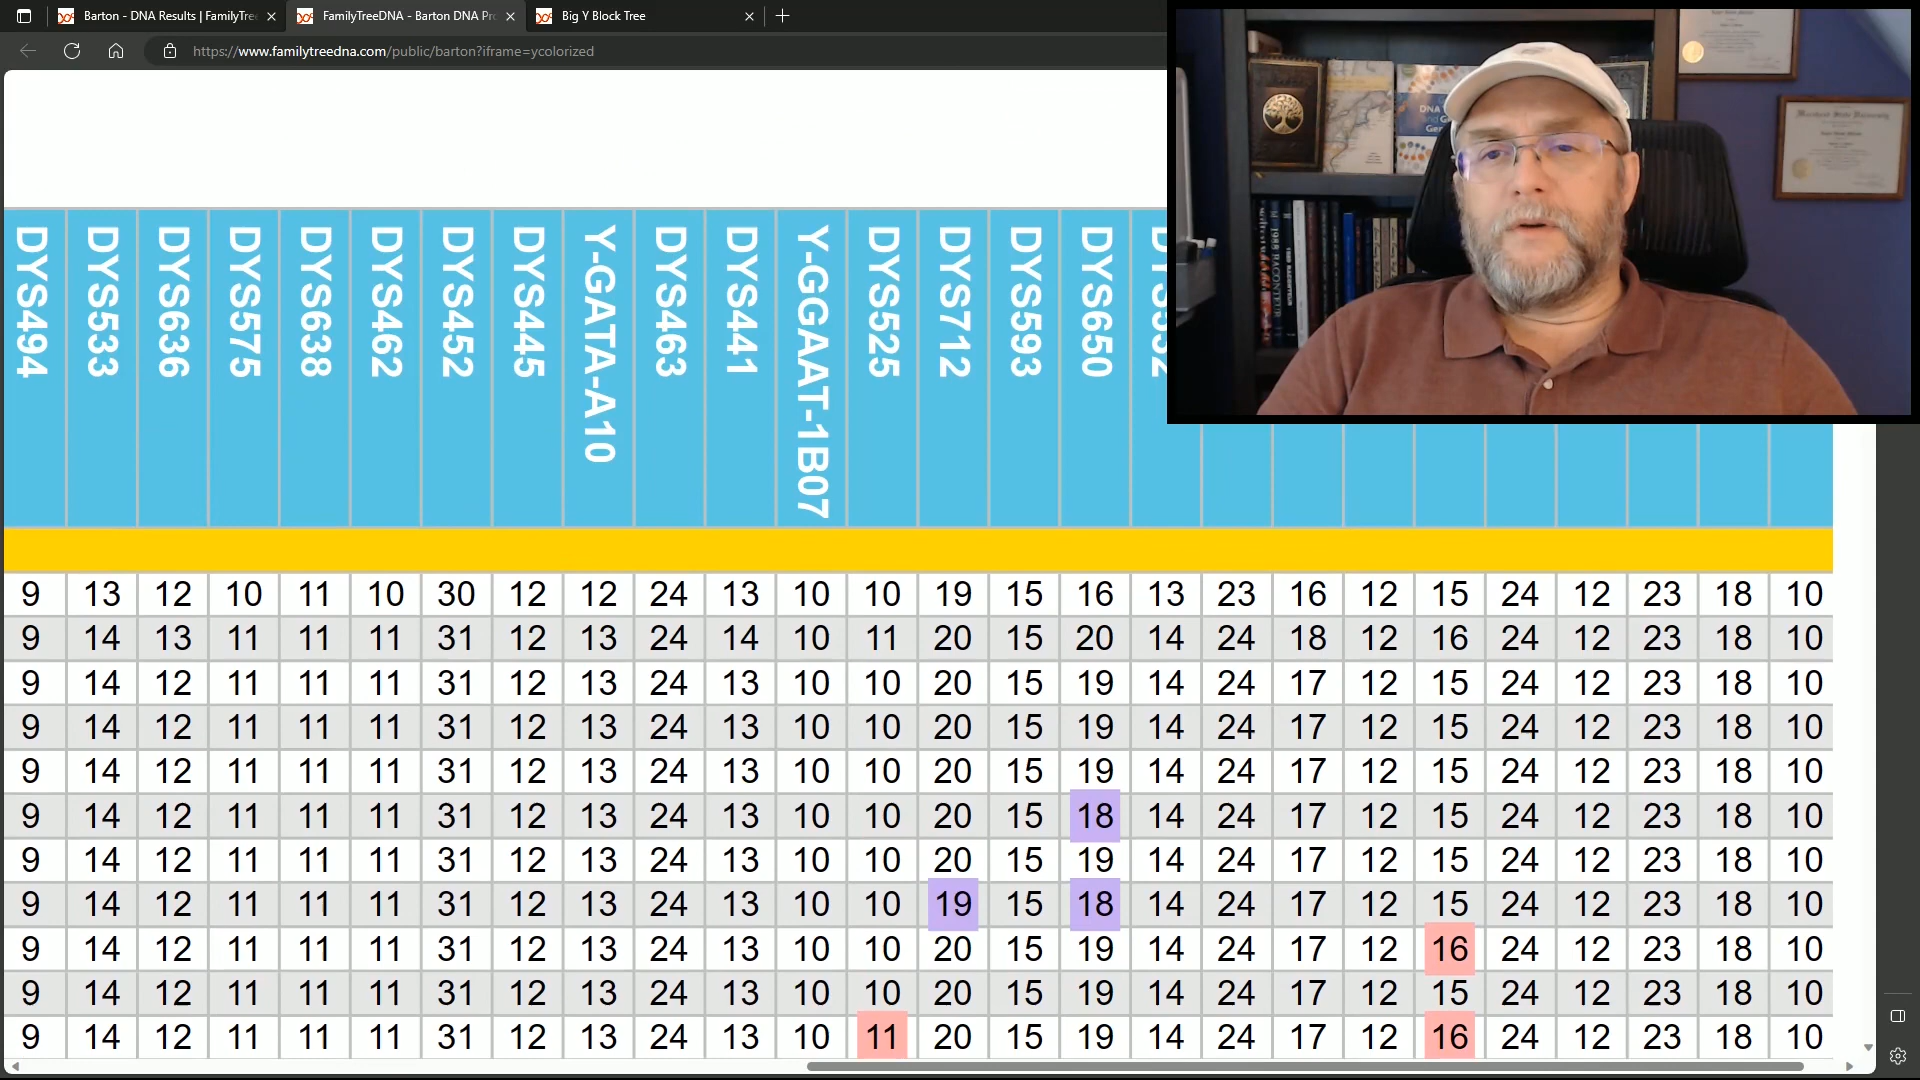 Barton - DNA Results | FamilyTree
FamilyTreeDNA - Barton DNA Pr
Big Y Block Tree
https://www.familytreedna.com/public/barton?iframe=ycolorized
DYS494 DYS533 DYS636 DYS575 DYS638 DYS462 DYS452 DYS445 Y-GATA-A10 DYS463 DYS441 Y-GGAAT-1B07 DYS525 DYS712 DYS593 DYS650
9 13 12 10 11 10 30 12 12 24 13 10 10 19 15 16 13 23 16 12 15 24 12 23 18 10
9 14 13 11 11 11 31 12 13 24 14 10 11 20 15 20 14 24 18 12 16 24 12 23 18 10
9 14 12 11 11 11 31 12 13 24 13 10 10 20 15 19 14 24 17 12 15 24 12 23 18 10
9 14 12 11 11 11 31 12 13 24 13 10 10 20 15 19 14 24 17 12 15 24 12 23 18 10
9 14 12 11 11 11 31 12 13 24 13 10 10 20 15 19 14 24 17 12 15 24 12 23 18 10
9 14 12 11 11 11 31 12 13 24 13 10 10 20 15 18 14 24 17 12 15 24 12 23 18 10
9 14 12 11 11 11 31 12 13 24 13 10 10 20 15 19 14 24 17 12 15 24 12 23 18 10
9 14 12 11 11 11 31 12 13 24 13 10 10 19 15 18 14 24 17 12 15 24 12 23 18 10
9 14 12 11 11 11 31 12 13 24 13 10 10 20 15 19 14 24 17 12 16 24 12 23 18 10
9 14 12 11 11 11 31 12 13 24 13 10 10 20 15 19 14 24 17 12 15 24 12 23 18 10
9 14 12 11 11 11 31 12 13 24 13 10 11 20 15 19 14 24 17 12 16 24 12 23 18 10
DNA
1988 RACONTEUR